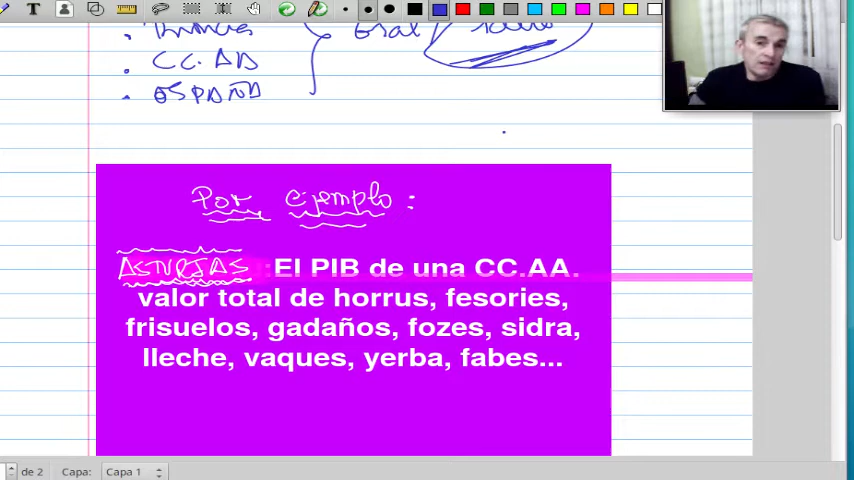 CC.AA
ESPAÑA
Por ejemplo:
ASTURIAS :El PIB de una CC.AA.
valor total de horrus, fesories,
frisuelos, gadaños, fozes, sidra,
lleche, vaques, yerba, fabes...
de 2 Capa: Capa 1